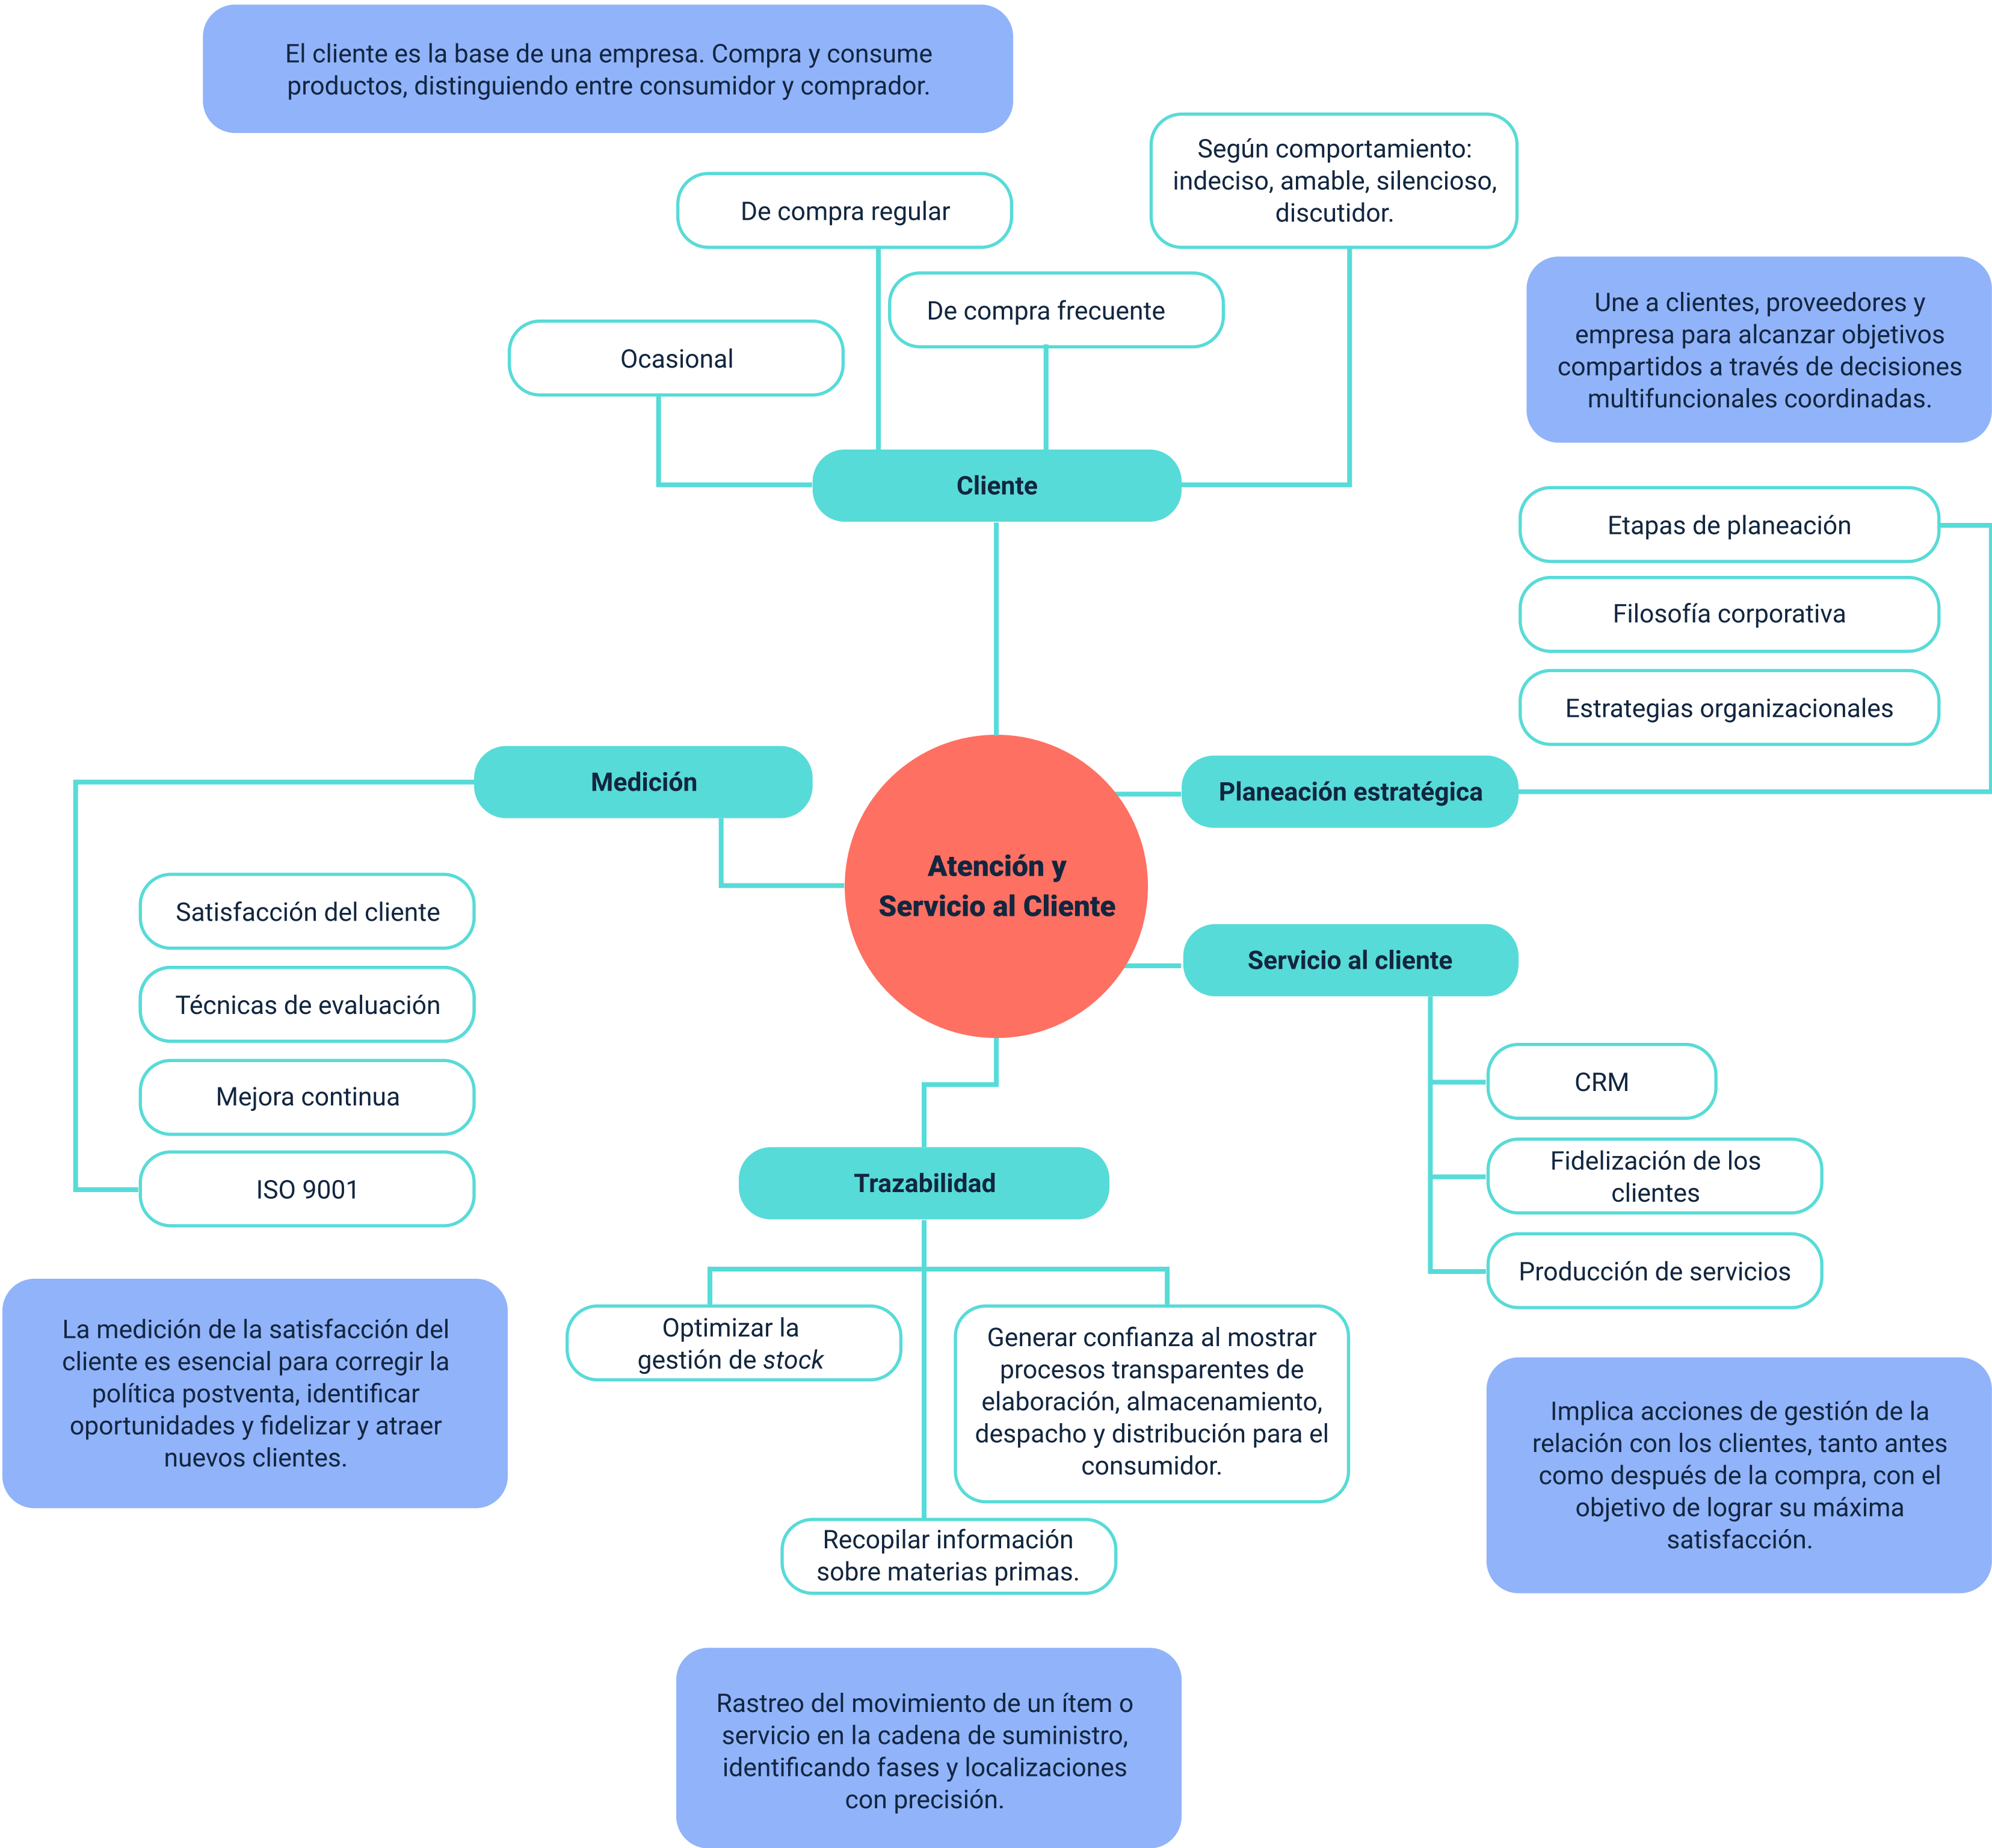 El cliente es la base de una empresa. Compra y consume
productos, distinguiendo entre consumidor y comprador.
Según comportamiento:
indeciso, amable, silencioso,
discutidor.
De compra regular
De compra frecuente
Ocasional
Cliente
Une a clientes, proveedores y
empresa para alcanzar objetivos
compartidos a través de decisiones
multifuncionales coordinadas.
Etapas de planeación
Filosofía corporativa
Estrategias organizacionales
Planeación estratégica
Medición
Atención y
Servicio al Cliente
Satisfacción del cliente
Técnicas de evaluación
Mejora continua
ISO 9001
La medición de la satisfacción del
cliente es esencial para corregir la
política postventa, identificar
oportunidades y fidelizar y atraer
nuevos clientes.
Servicio al cliente
CRM
Fidelización de los
clientes
Producción de servicios
Implica acciones de gestión de la
relación con los clientes, tanto antes
como después de la compra, con el
objetivo de lograr su máxima
satisfacción.
Trazabilidad
Optimizar la
gestión de stock
Generar confianza al mostrar
procesos transparentes de
elaboración, almacenamiento,
despacho y distribución para el
consumidor.
Recopilar información
sobre materias primas.
Rastreo del movimiento de un ítem o
servicio en la cadena de suministro,
identificando fases y localizaciones
con precisión.